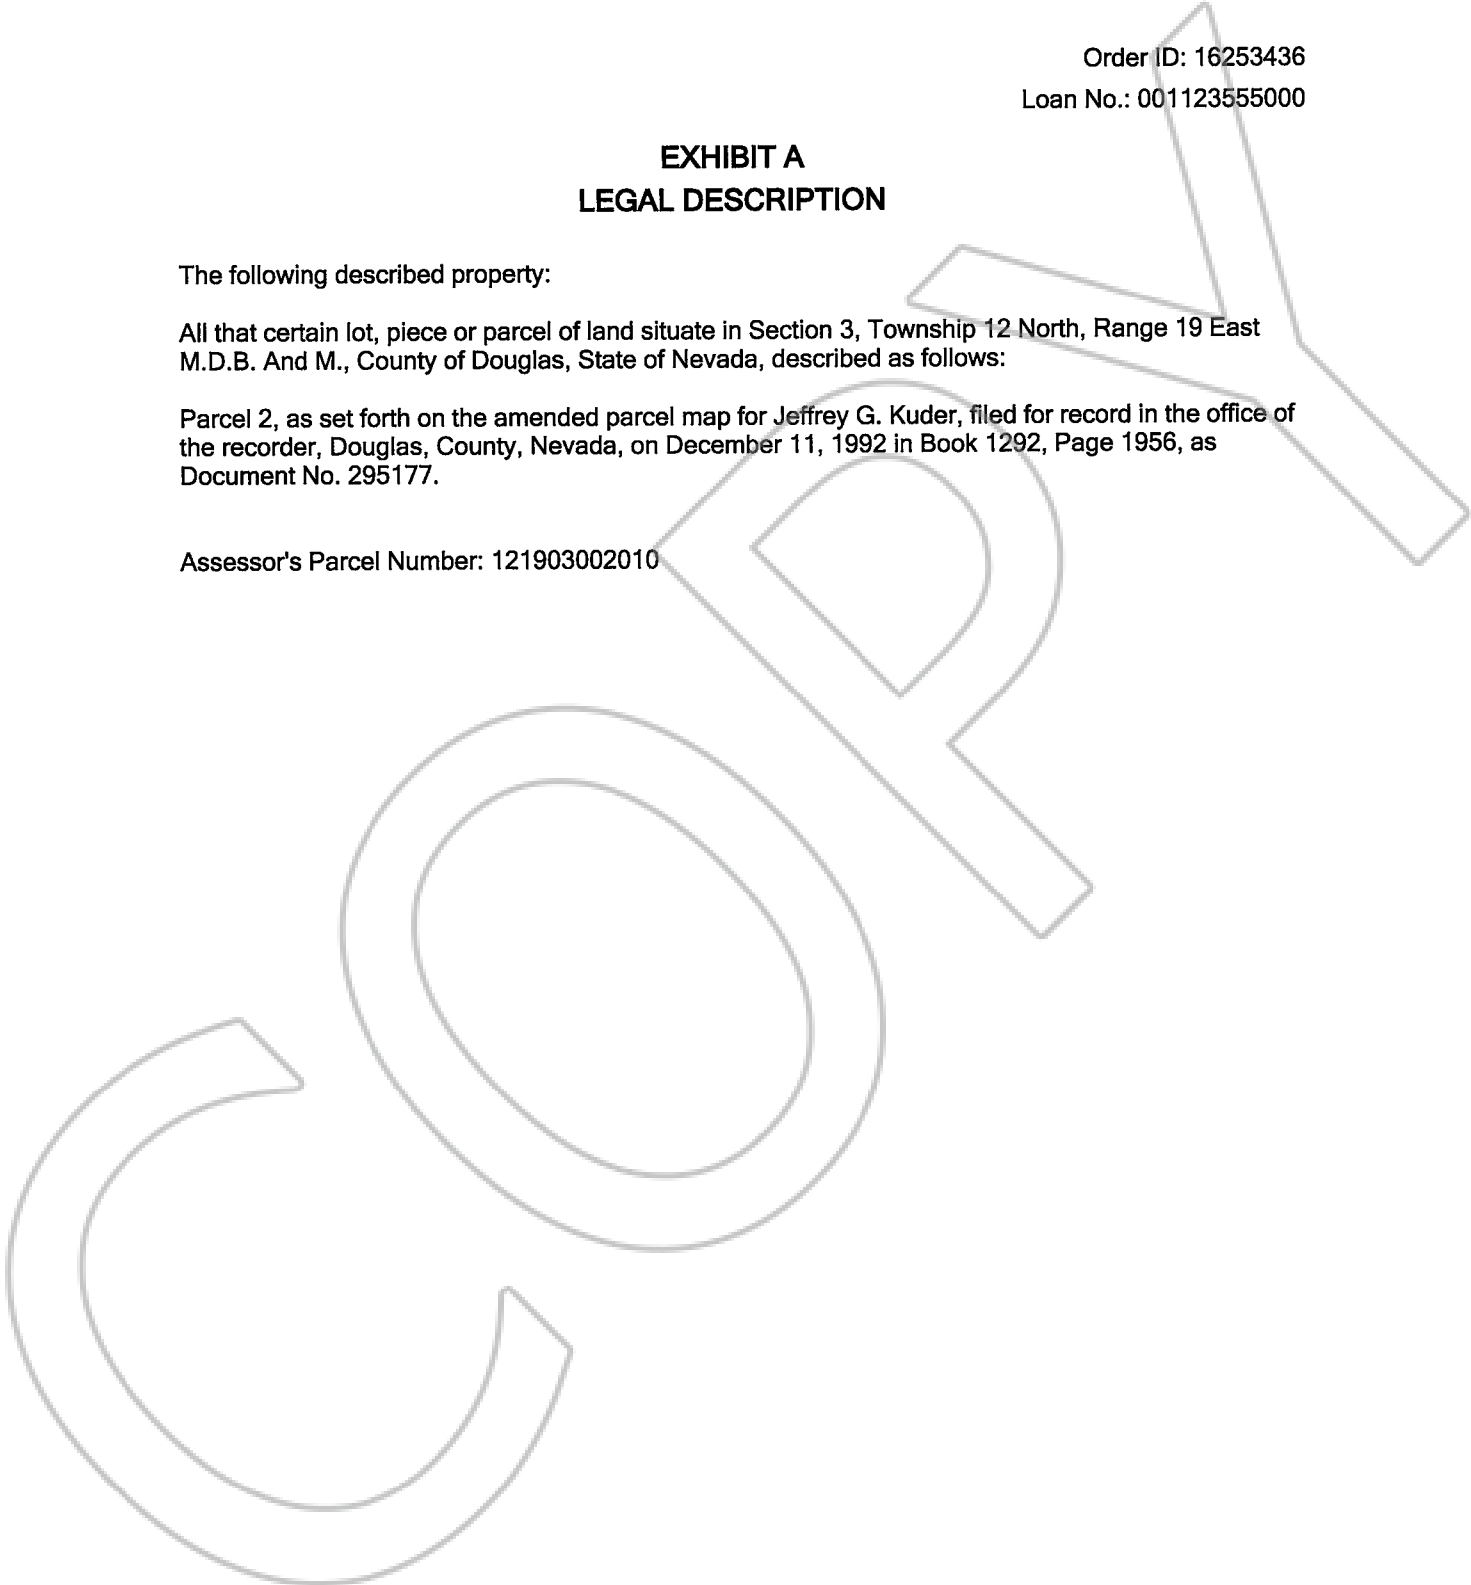 Order ID: 16253436
Loan No.: 001123555000
EXHIBIT A
LEGAL DESCRIPTION
The following described property:
All that certain lot, piece or parcel of land situate in Section 3, Township 12 North, Range 19 East
M.D.B. And M., County of Douglas, State of Nevada, described as follows:
Parcel 2, as set forth on the amended parcel map for Jeffrey G. Kuder, filed for record in the office of
the recorder, Douglas, County, Nevada, on December 11, 1992 in Book 1292, Page 1956, as
Document No. 295177.
Assessor's Parcel Number: 121903002010
COPY